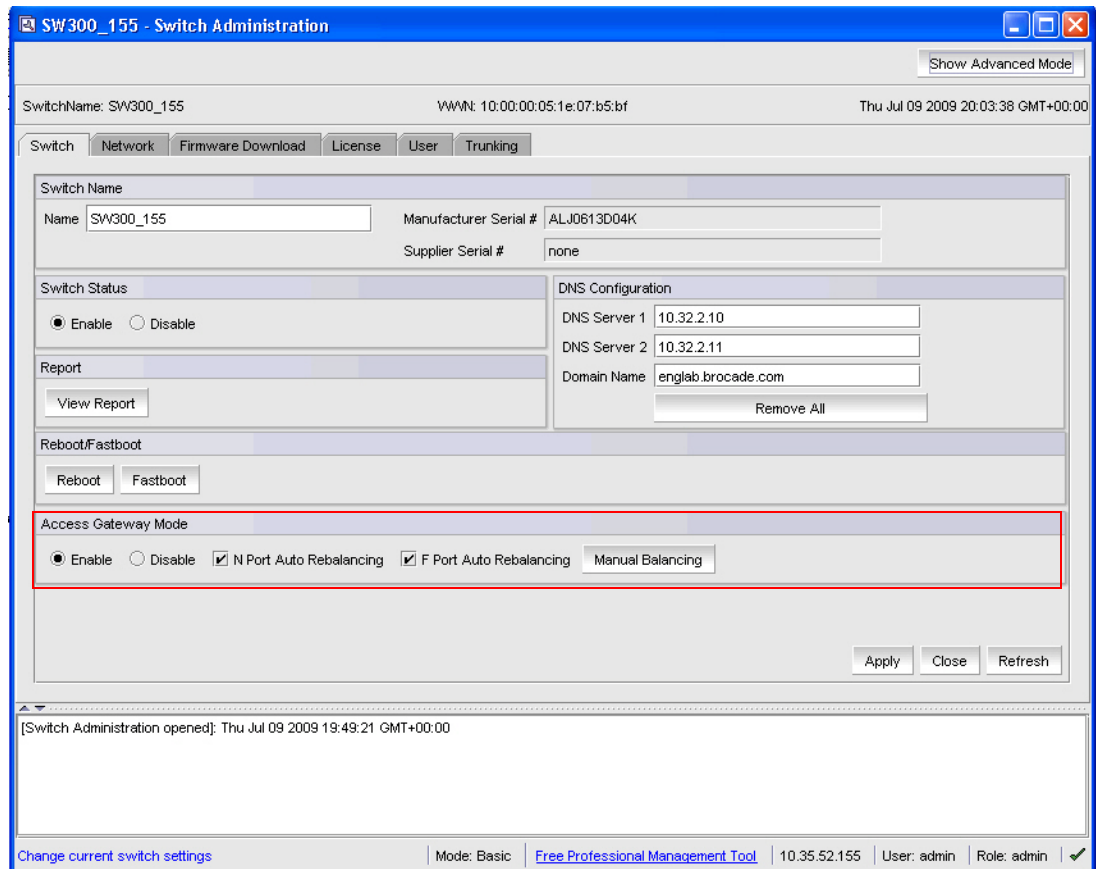 SW300_155 - Switch Administration
Show Advanced Mode
SwitchName: SW300_155 WWN: 10:00:00:05:1e:07:b5:bf Thu Jul 09 2009 20:03:38 GMT+00:00
Switch Network Firmware Download License User Trunking
Switch Name
Name SW300_155 Manufacturer Serial # ALJ0613D04K
Supplier Serial # none
Switch Status
Enable Disable
DNS Configuration
DNS Server 1 10.32.2.10
DNS Server 2 10.32.2.11
Domain Name englab.brocade.com
Remove All
Report
View Report
Reboot/Fastboot
Reboot Fastboot
Access Gateway Mode
Enable Disable N Port Auto Rebalancing F Port Auto Rebalancing Manual Balancing
Apply Close Refresh
[Switch Administration opened]: Thu Jul 09 2009 19:49:21 GMT+00:00
Change current switch settings Mode: Basic Free Professional Management Tool 10.35.52.155 User: admin Role: admin